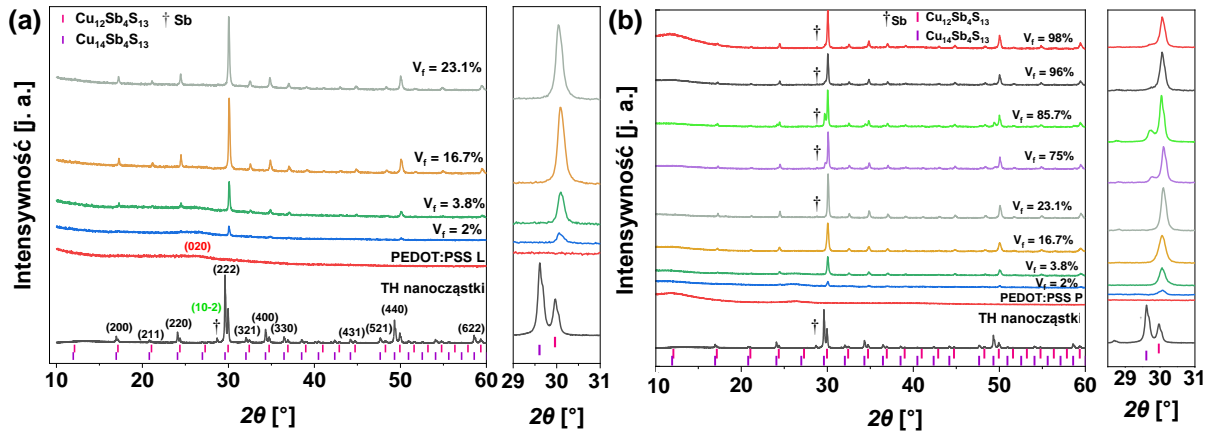 (a)
Cu12Sb4S13
Cu14Sb4S13
† Sb
Intensywność [j. a.]
Vf = 23.1%
Vf = 16.7%
Vf = 3.8%
Vf = 2%
(020)
PEDOT:PSS L
TH nanocząstki
(222)
(10-2)
(200)
(211)
(220)
†
(321)
(400)
(330)
(431)
(521)
(440)
(622)
10 20 30 40 50 60
2θ [°]
29 30 31
2θ [°]
(b)
†Sb
Cu12Sb4S13
Cu14Sb4S13
Intensywność [j. a.]
† Vf = 98%
† Vf = 96%
† Vf = 85.7%
† Vf = 75%
† Vf = 23.1%
Vf = 16.7%
Vf = 3.8%
Vf = 2%
PEDOT:PSS P
TH nanocząstki
†
10 20 30 40 50 60
2θ [°]
29 30 31
2θ [°]